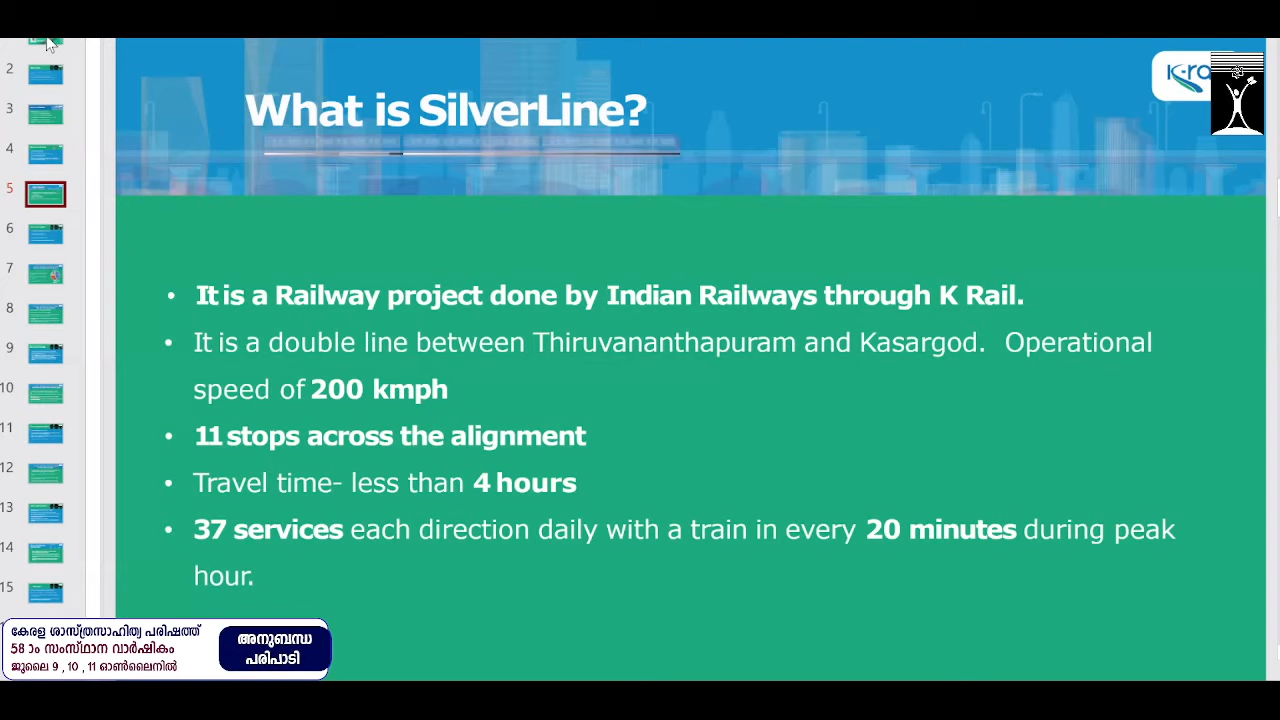 What is SilverLine?
2
3
4
5
6
7
8
9
10
11
12
13
14
15
• It is a Railway project done by Indian Railways through K Rail.
• It is a double line between Thiruvananthapuram and Kasargod. Operational
speed of 200 kmph
• 11 stops across the alignment
• Travel time- less than 4 hours
• 37 services each direction daily with a train in every 20 minutes during peak
hour.
കേരള ശാസ്ത്രസാഹിത്യ പരിഷത്ത്
58 ാം സംസ്ഥാന വാർഷികം
ജൂലൈ 9 , 10 , 11 ഓൺലൈനിൽ
അനുബന്ധ
പരിപാടി